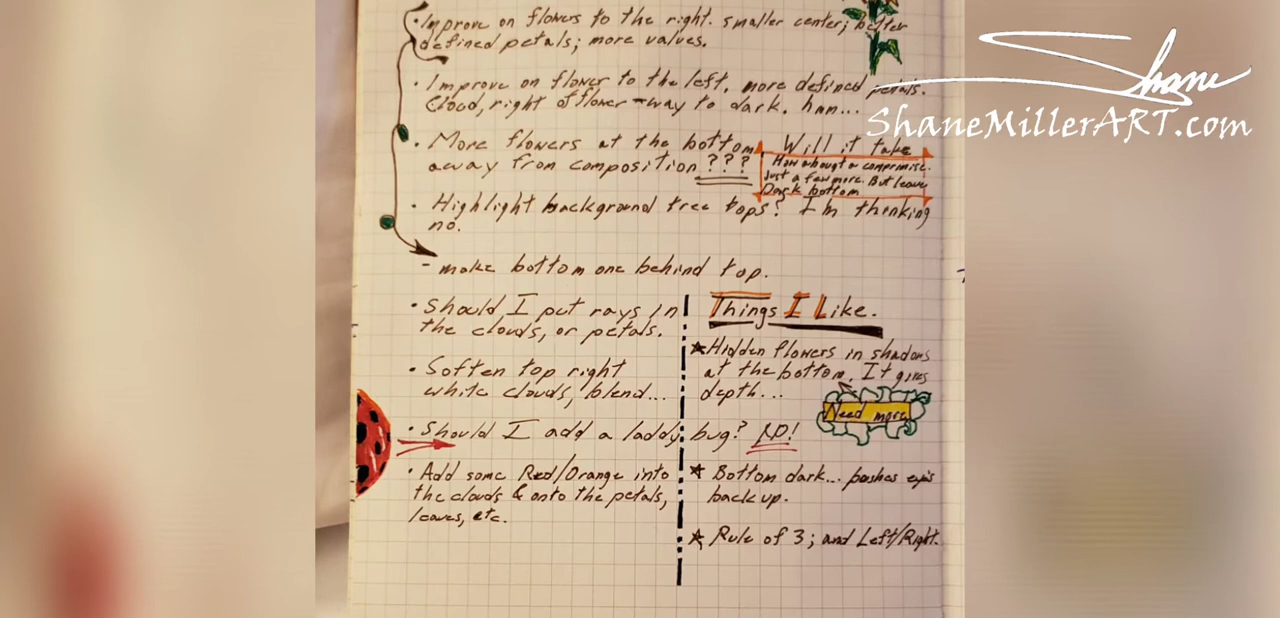 • Improve on flowers to the right. smaller center; better
defined petals; more values.
• Improve on flower to the left. more defined petals.
Cloud, right of flower - way to dark. hmm...
• More flowers at the bottom. Will it take
away from composition ???
How abought a compromise.
Just a few more. But leave
Dark bottom
• Highlight background tree tops? I'm thinking
no.
- make bottom one behind top.
• Should I put rays in
the clouds, or petals.
• Soften top right
white clouds, blend...
• Should I add a laddy bug? NO!
• Add some Red/Orange into
the clouds & onto the petals,
leaves, etc.
Things I Like.
★ Hidden flowers in shadows
at the bottom. It gives
depth...
Need more
★ Bottom dark... pushes eye's
back up.
★ Rule of 3; and Left/Right.
Shane
ShaneMillerART.com